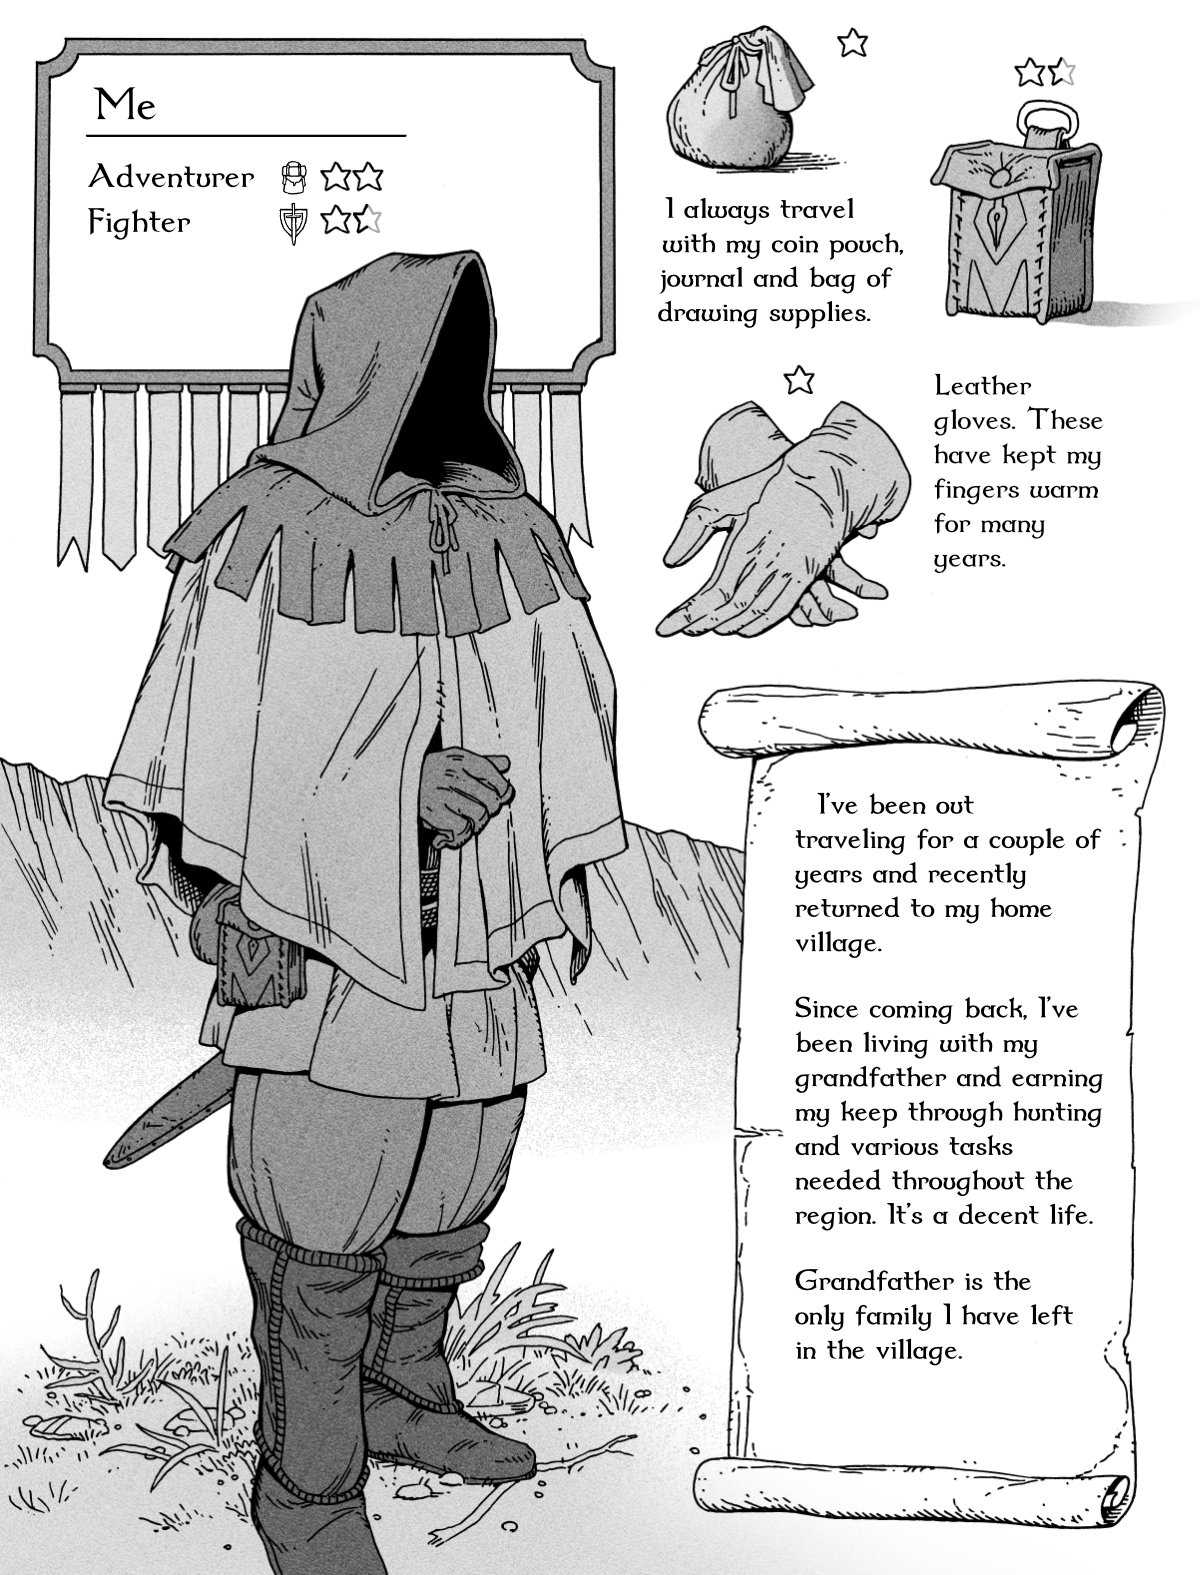 Me
Adventurer
Fighter
I always travel
with my coin pouch,
journal and bag of
drawing supplies.
Leather
gloves. These
have kept my
fingers warm
for many
years.
I've been out
traveling for a couple of
years and recently
returned to my home
village.
Since coming back, I've
been living with my
grandfather and earning
my keep through hunting
and various tasks
needed throughout the
region. It's a decent life.
Grandfather is the
only family I have left
in the village.